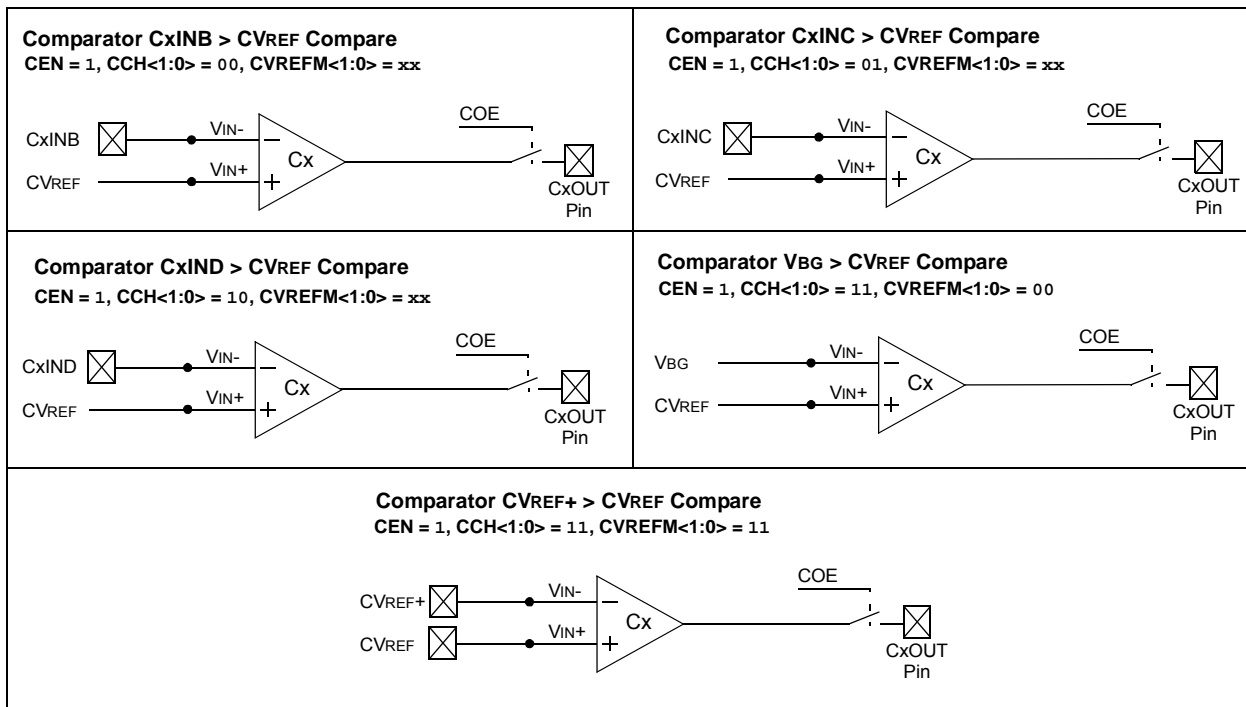 Comparator CxINB > CVREF Compare
CEN = 1, CCH<1:0> = 00, CVREFM<1:0> = xx
COE
CxINB
VIN-
Cx
CVREF
VIN+
CxOUT
Pin
Comparator CxINC > CVREF Compare
CEN = 1, CCH<1:0> = 01, CVREFM<1:0> = xx
COE
CxINC
VIN-
Cx
CVREF
VIN+
CxOUT
Pin
Comparator CxIND > CVREF Compare
CEN = 1, CCH<1:0> = 10, CVREFM<1:0> = xx
COE
CxIND
VIN-
Cx
CVREF
VIN+
CxOUT
Pin
Comparator VBG > CVREF Compare
CEN = 1, CCH<1:0> = 11, CVREFM<1:0> = 00
COE
VBG
VIN-
Cx
CVREF
VIN+
CxOUT
Pin
Comparator CVREF+ > CVREF Compare
CEN = 1, CCH<1:0> = 11, CVREFM<1:0> = 11
COE
CVREF+
VIN-
Cx
CVREF
VIN+
CxOUT
Pin